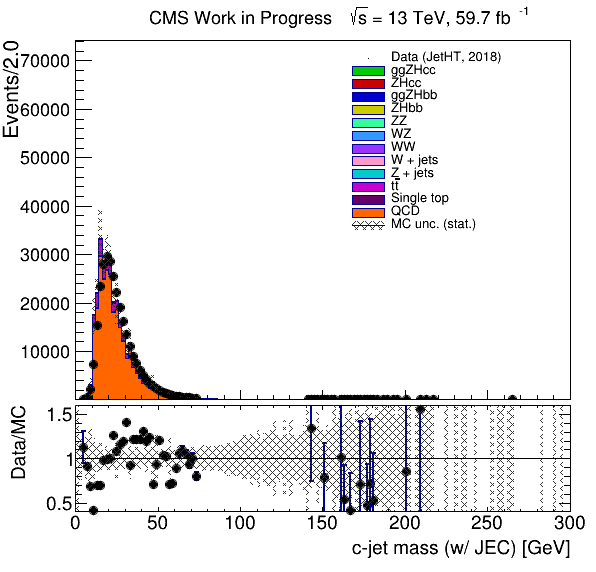 CMS Work in Progress √s = 13 TeV, 59.7 fb⁻¹
Events/2.0
70000
60000
50000
40000
30000
20000
10000
Data (JetHT, 2018)
ggZHcc
ZHcc
ggZHbb
ZHbb
ZZ
WZ
WW
W + jets
Z + jets
tt̅
Single top
QCD
MC unc. (stat.)
Data/MC
1.5
1
0.5
0 50 100 150 200 250 300
c-jet mass (w/ JEC) [GeV]